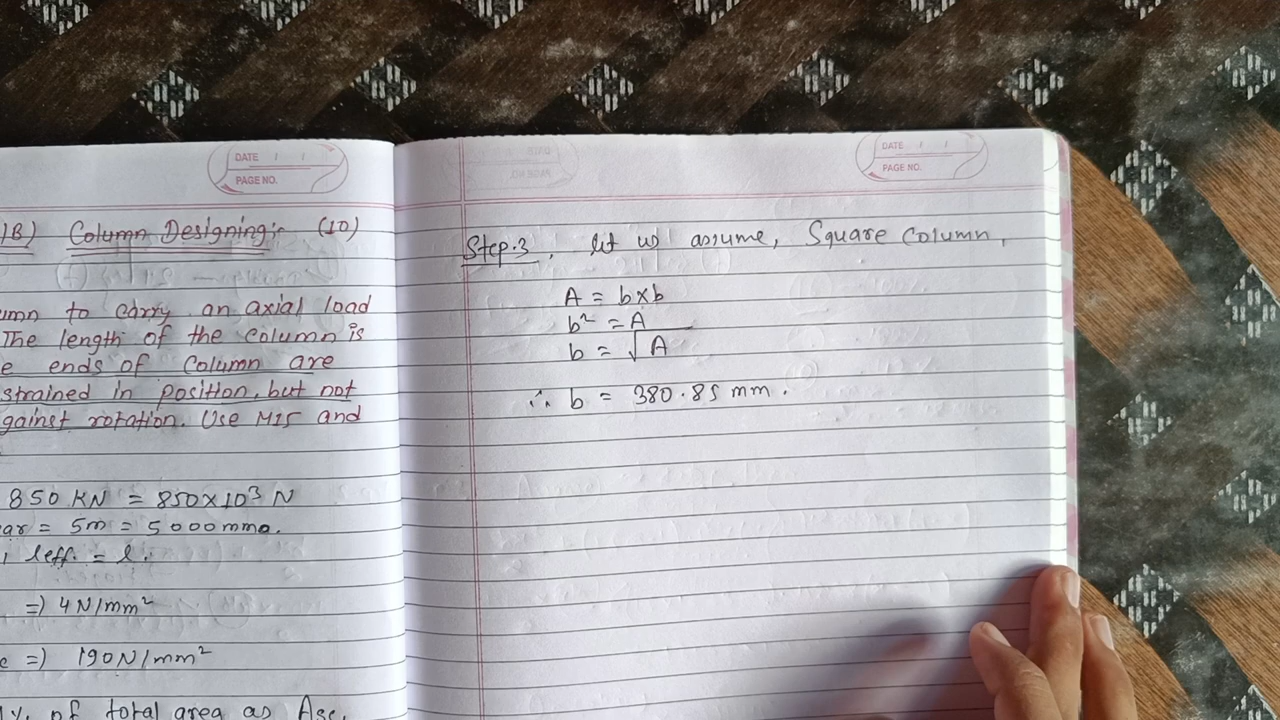 DATE / /
PAGE NO.
1B) Column Designing:- (10)
umn to carry an axial load
The length of the column is
e ends of Column are
strained in position, but not
gainst rotation. Use M15 and
850 KN = 850×10³ N
ar = 5m = 5000mm.
leff. = l.
=) 4N/mm²
c =) 190N/mm²
of total area as Asc.
DATE / /
PAGE NO.
Step.3, let us assume, Square Column,
A = b×b
b² = A
b = √A
∴ b = 380.85 mm.